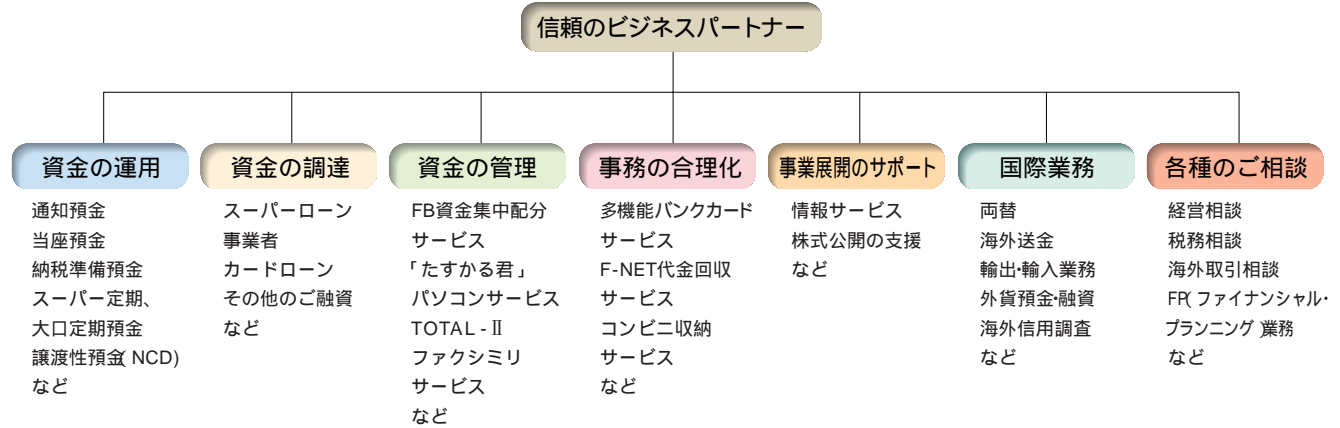 信頼のビジネスパートナー
資金の運用
通知預金
当座預金
納税準備預金
スーパー定期、
大口定期預金
譲渡性預金(NCD)
など
資金の調達
スーパーローン
事業者
カードローン
その他のご融資
など
資金の管理
FB資金集中配分
サービス
「たすかる君」
パソコンサービス
TOTAL-Ⅱ
ファクシミリ
サービス
など
事務の合理化
多機能バンクカード
サービス
F-NET代金回収
サービス
コンビニ収納
サービス
など
事業展開のサポート
情報サービス
株式公開の支援
など
国際業務
両替
海外送金
輸出・輸入業務
外貨預金・融資
海外信用調査
など
各種のご相談
経営相談
税務相談
海外取引相談
FP(ファイナンシャル・
プランニング)業務
など